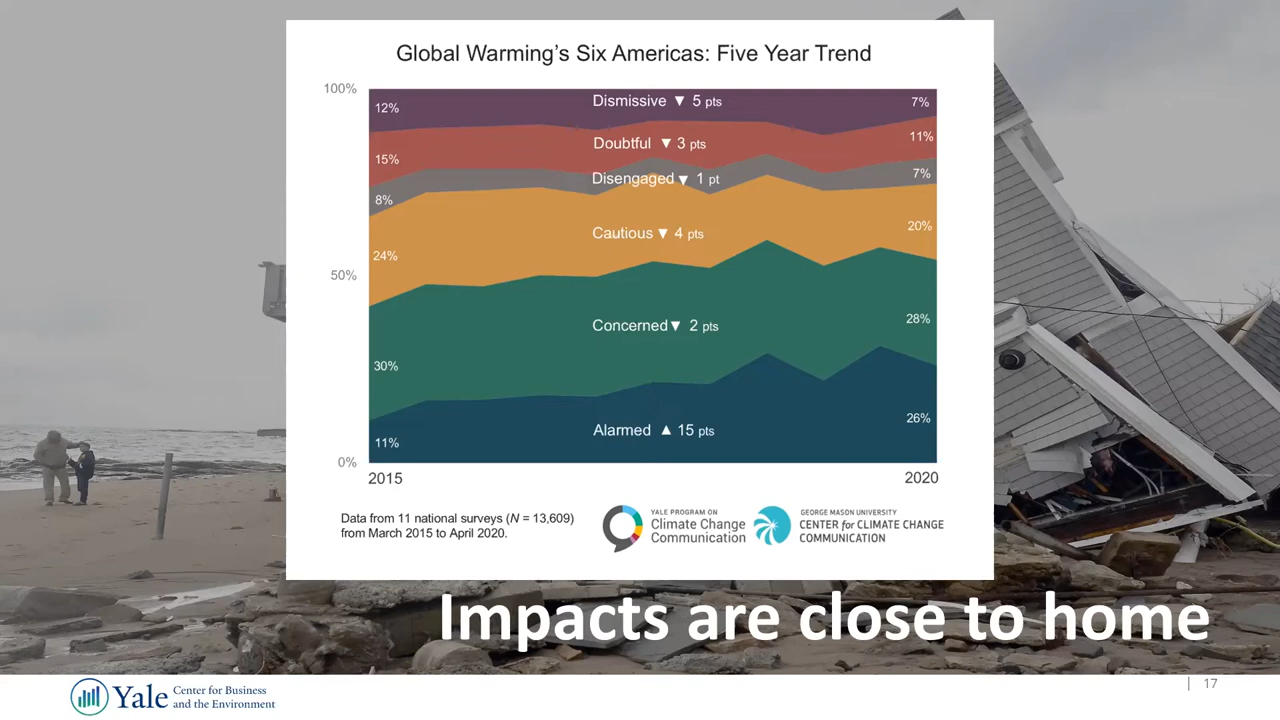 Global Warming’s Six Americas: Five Year Trend
100%
12%
Dismissive ▼ 5 pts
7%
15%
Doubtful ▼ 3 pts
11%
8%
Disengaged ▼ 1 pt
7%
24%
Cautious ▼ 4 pts
20%
50%
30%
Concerned ▼ 2 pts
28%
11%
Alarmed ▲ 15 pts
26%
0%
2015
2020
Data from 11 national surveys (N = 13,609)
from March 2015 to April 2020.
YALE PROGRAM ON
Climate Change
Communication
GEORGE MASON UNIVERSITY
CENTER for CLIMATE CHANGE
COMMUNICATION
Impacts are close to home
Yale Center for Business
and the Environment
| 17